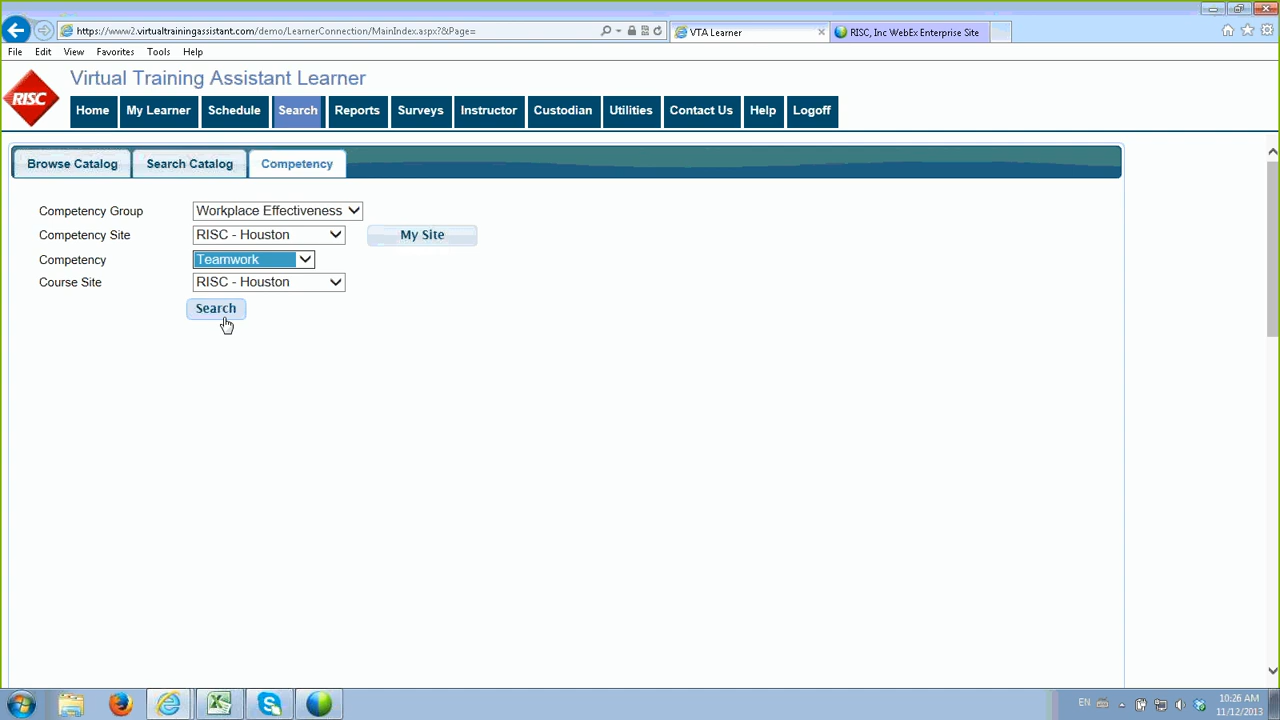 https://www2.virtualtrainingassistant.com/demo/LearnerConnection/MainIndex.aspx?&Page=
VTA Learner
RISC, Inc WebEx Enterprise Site
File Edit View Favorites Tools Help
RISC
Virtual Training Assistant Learner
Home My Learner Schedule Search Reports Surveys Instructor Custodian Utilities Contact Us Help Logoff
Browse Catalog Search Catalog Competency
Competency Group Workplace Effectiveness
Competency Site RISC - Houston My Site
Competency Teamwork
Course Site RISC - Houston
Search
EN
10:26 AM
11/12/2013